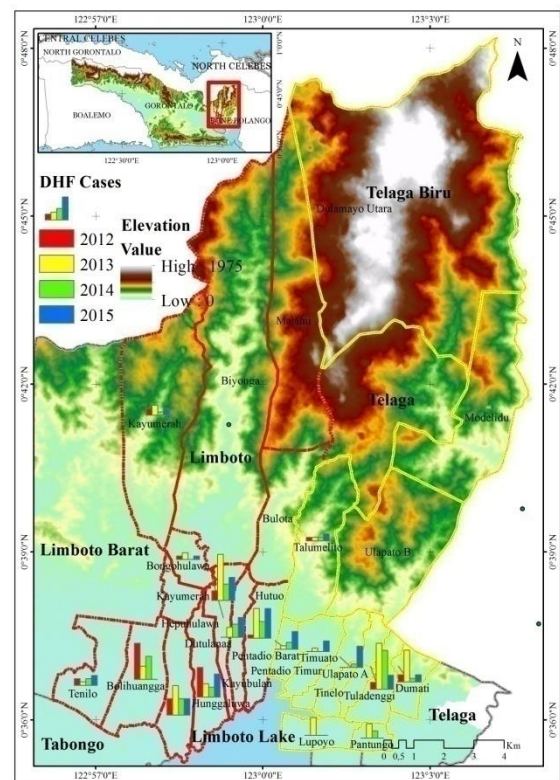 122°57'0"E 123°0'0"E 123°3'0"E
CENTRAL CELEBES
NORTH GORONTALO
NORTH CELEBES
GORONTALO
BOALEMO
BONE BOLANGO
122°30'0"E 123°0'0"E
N
0°48'0"N
0°45'0"N
0°42'0"N
0°39'0"N
0°36'0"N
DHF Cases
2012
2013
2014
2015
Elevation
Value
High : 1975
Low : 0
Telaga Biru
Dulamayo Utara
Malahu
Biyonga
Telaga
Modelidu
Kayumerah
Limboto
Bulota
Talumelito
Ulapato B
Limboto Barat
Bongohulawa
Kayumerah
Hutuo
Hepuhulawa
Dutulanaa
Pentadio Barat
Timuato
Pentadio Timur
Ulapato A
Tenilo
Bolihuangga
Kayubulan
Hunggaluwa
Tinelo
Tuladenggi
Dumati
Telaga
Lupoyo
Pantungo
Tabongo
Limboto Lake
0 0,5 1 2 3 4
Km
0°48'0"N
0°45'0"N
0°42'0"N
0°39'0"N
0°36'0"N
122°57'0"E 123°0'0"E 123°3'0"E